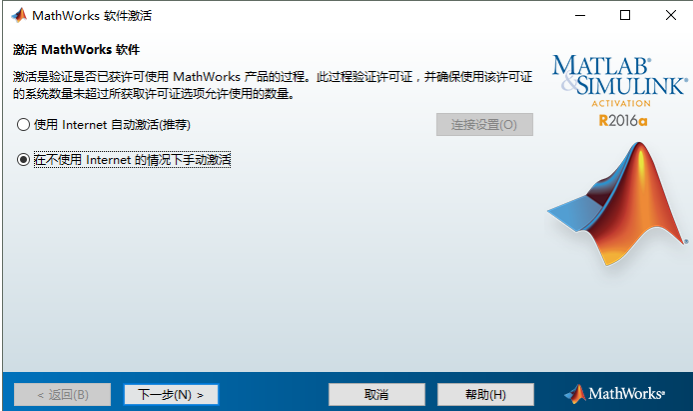 MathWorks 软件激活
激活 MathWorks 软件
激活是验证是否已获许可使用 MathWorks 产品的过程。此过程验证许可证，并确保使用该许可证
的系统数量未超过所获取许可证选项允许使用的数量。
使用 Internet 自动激活(推荐)
连接设置(O)
在不使用 Internet 的情况下手动激活
MATLAB®
&SIMULINK®
ACTIVATION
R2016a
< 返回(B)
下一步(N) >
取消
帮助(H)
MathWorks®